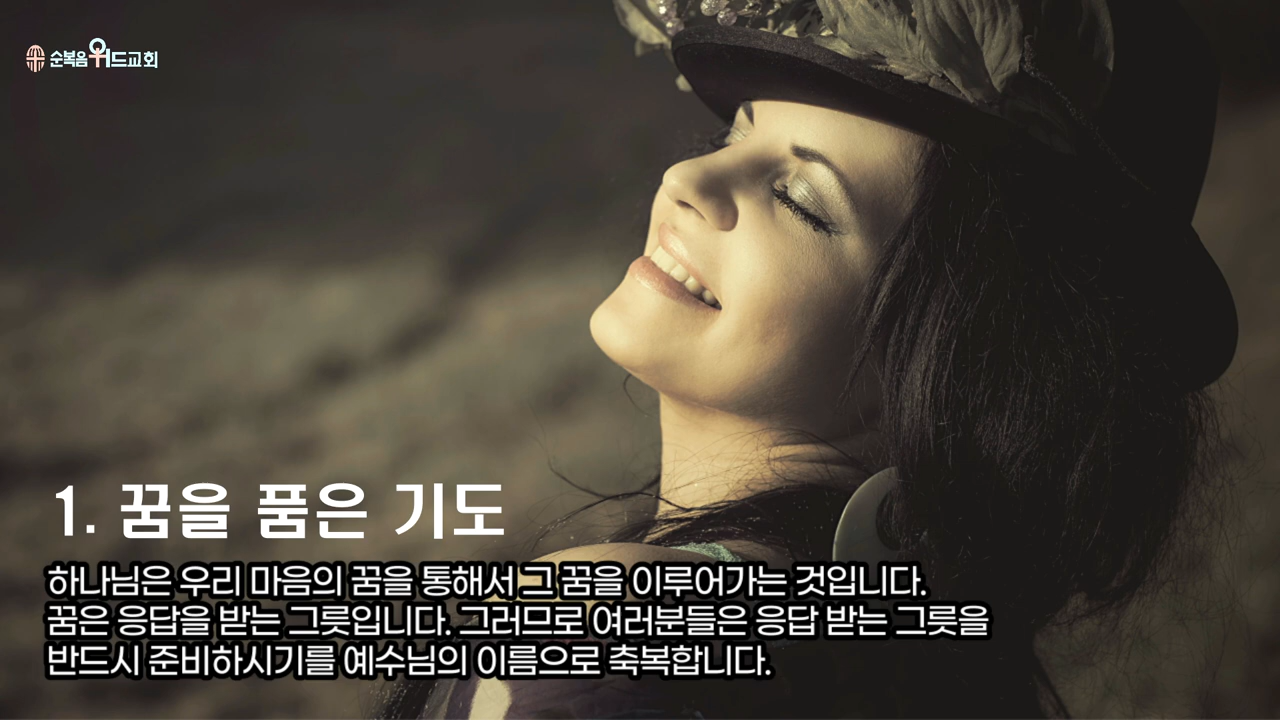 순복음워드교회
1. 꿈을 품은 기도
하나님은 우리 마음의 꿈을 통해서 그 꿈을 이루어가는 것입니다.
꿈은 응답을 받는 그릇입니다. 그러므로 여러분들은 응답 받는 그릇을
반드시 준비하시기를 예수님의 이름으로 축복합니다.